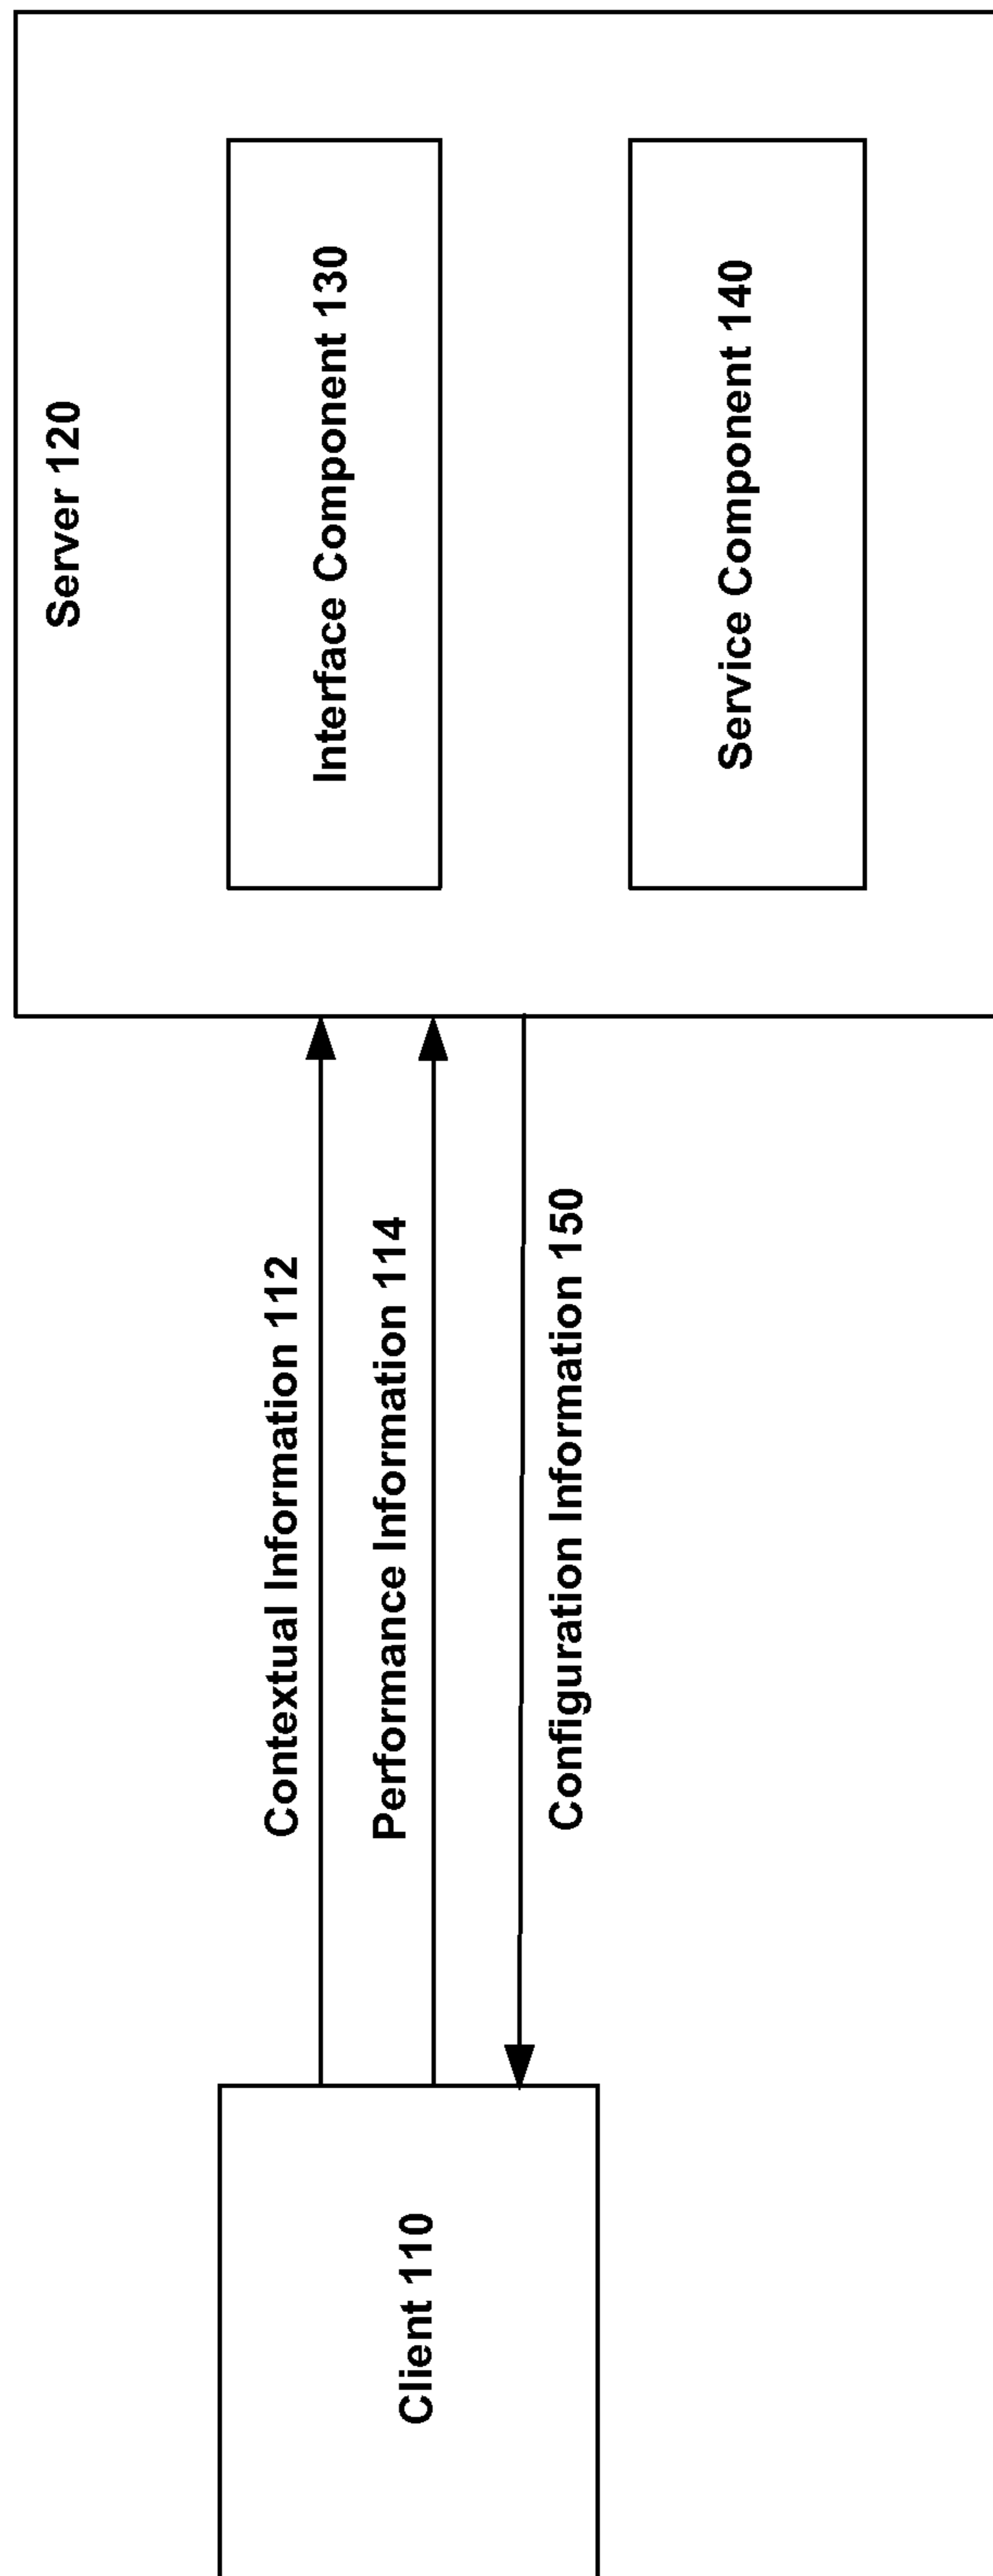 Server 120
Interface Component 130
Service Component 140
Contextual Information 112
Performance Information 114
Configuration Information 150
Client 110